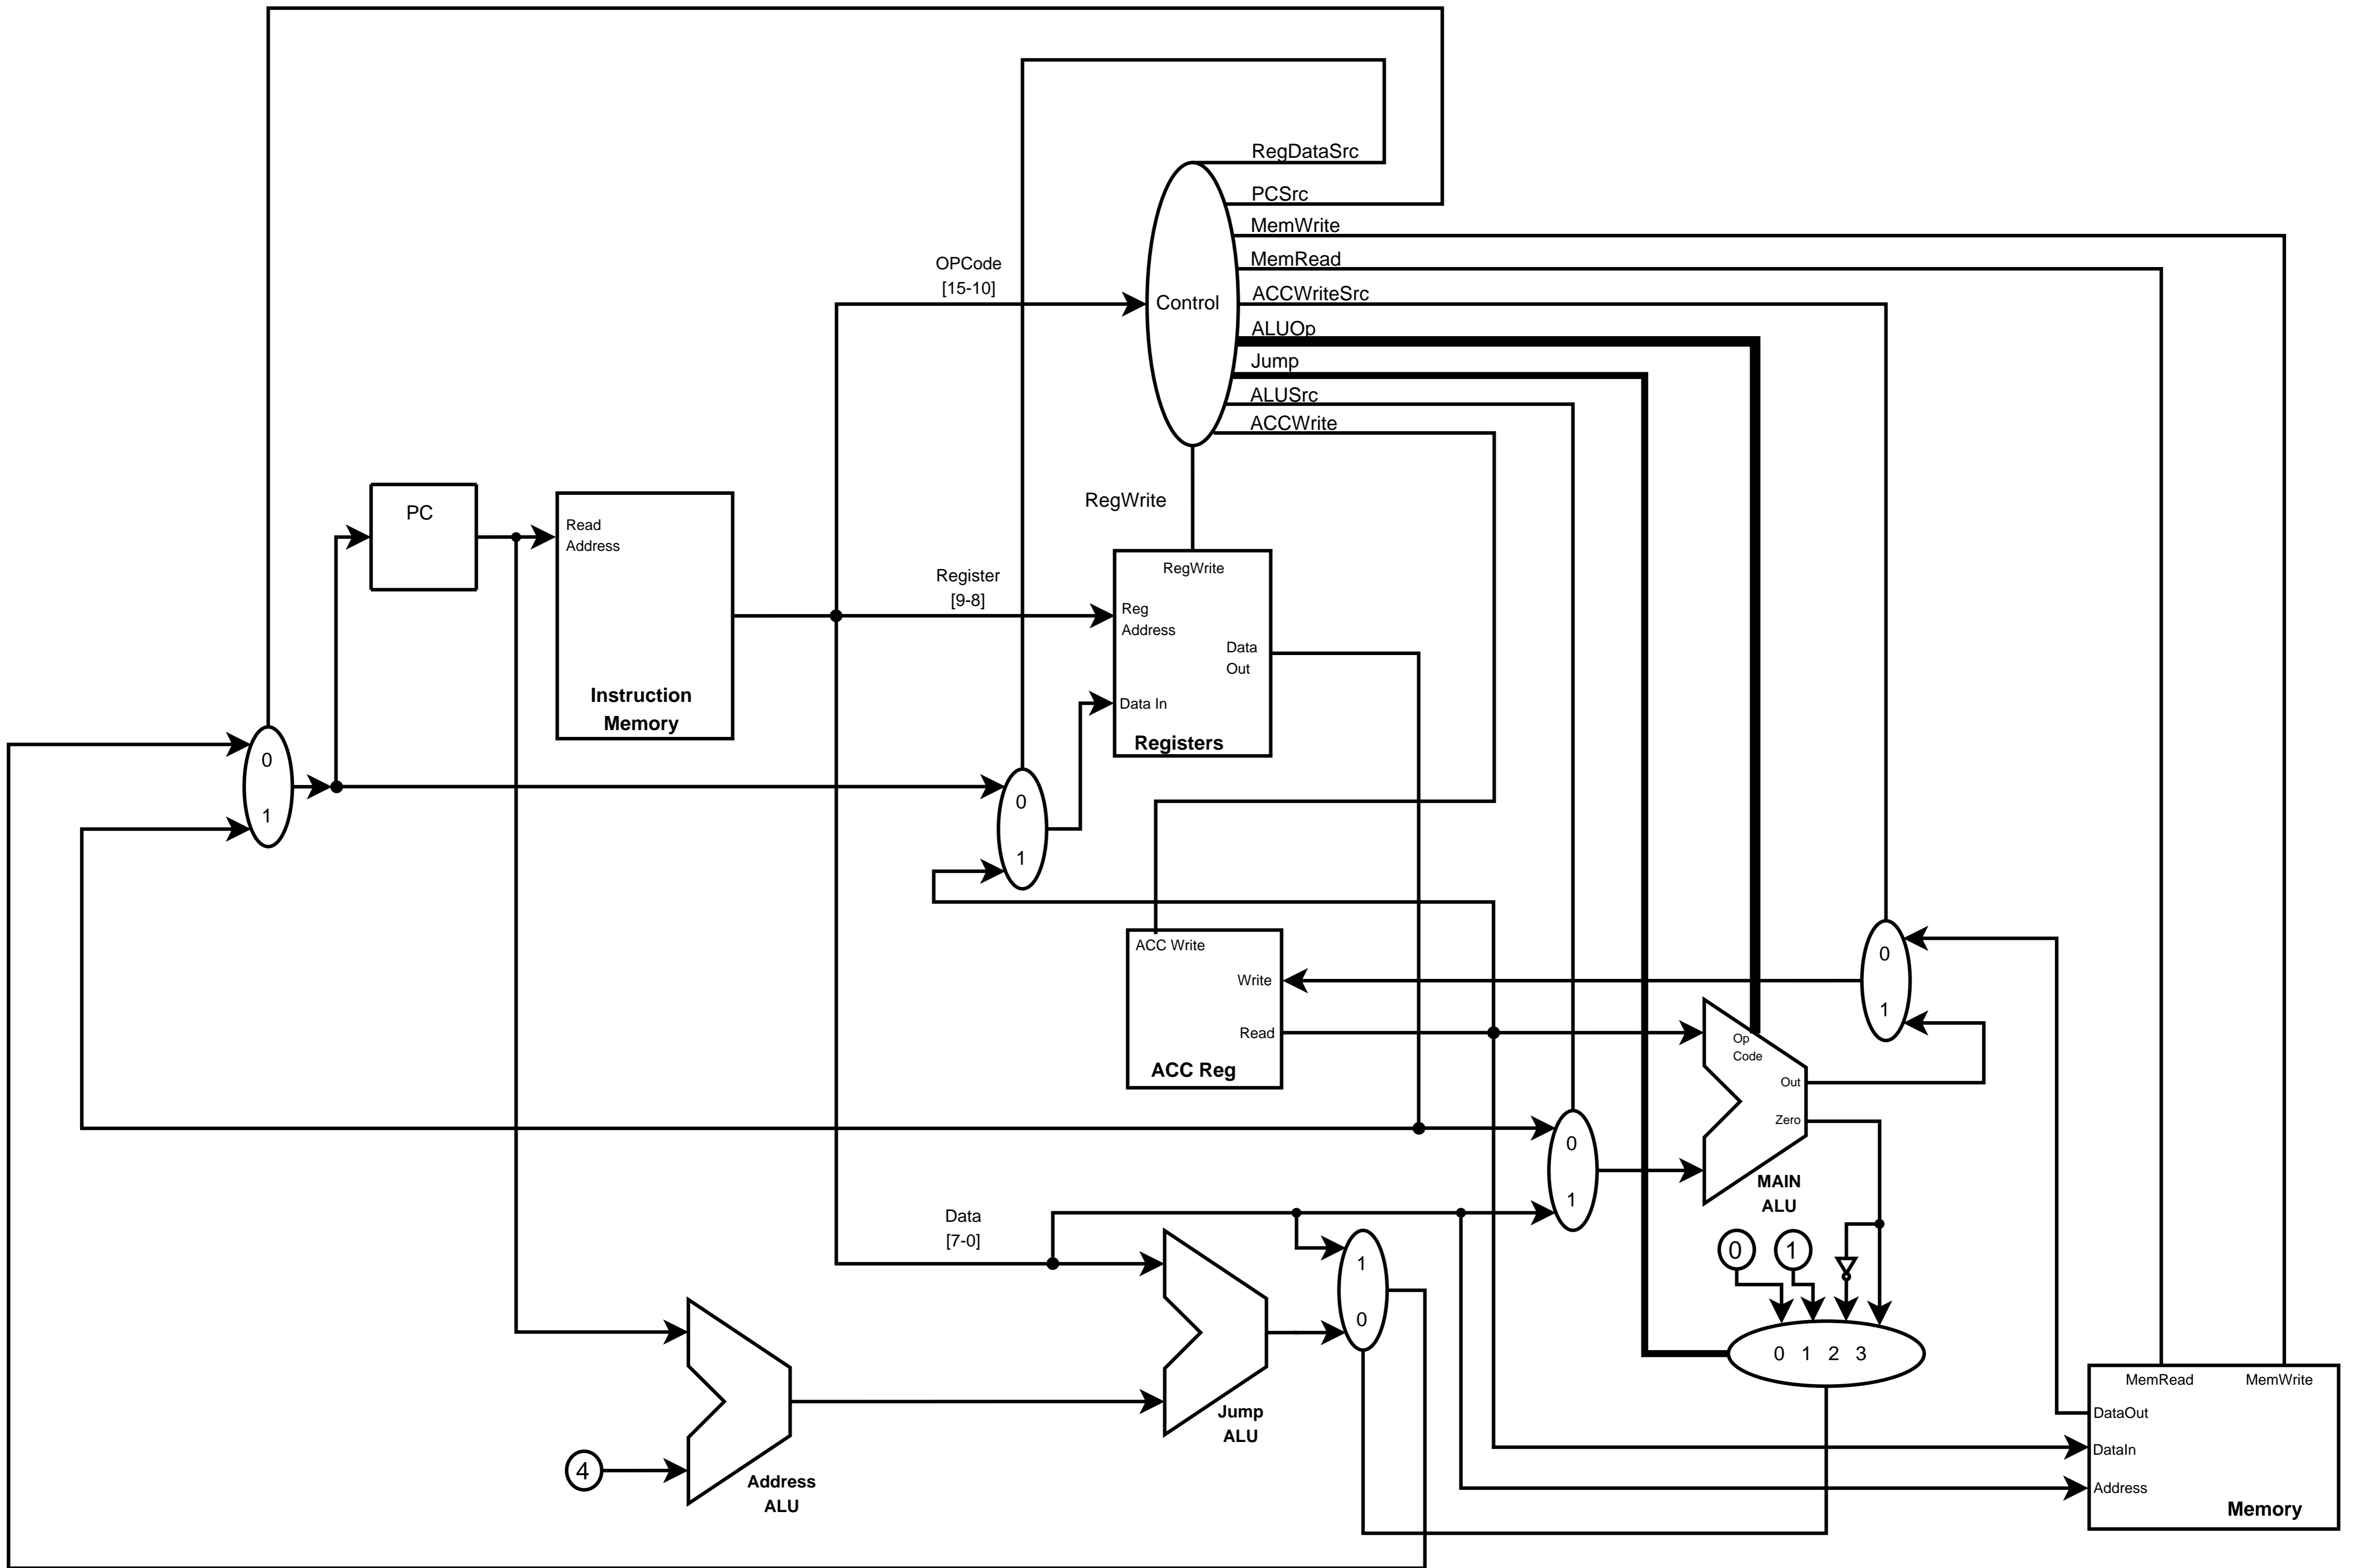 RegDataSrc
PCSrc
MemWrite
MemRead
ACCWriteSrc
ALUOp
Jump
ALUSrc
ACCWrite
Control
OPCode
[15-10]
RegWrite
PC
Read
Address
Instruction
Memory
Register
[9-8]
RegWrite
Reg
Address
Data
Out
Data In
Registers
0
1
0
1
ACC Write
Write
Read
ACC Reg
0
1
Op
Code
Out
Zero
MAIN
ALU
0
1
Data
[7-0]
1
0
0
1
0 1 2 3
Jump
ALU
4
Address
ALU
MemRead
MemWrite
DataOut
DataIn
Address
Memory